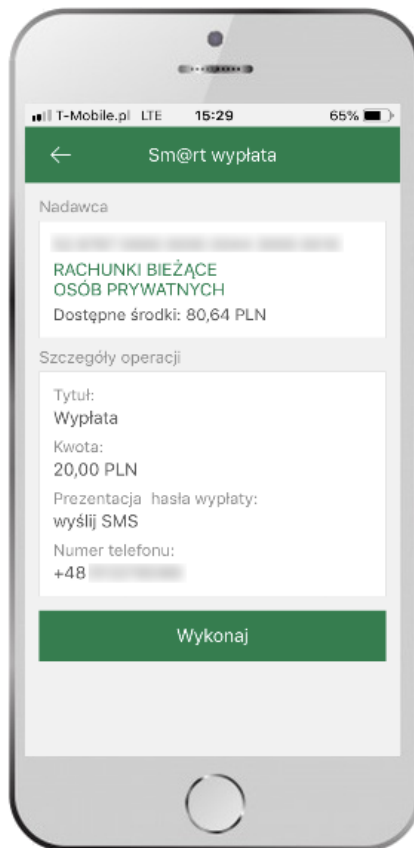 T-Mobile.pl LTE 15:29 65%
Sm@rt wypłata
Nadawca
RACHUNKI BIEŻĄCE
OSÓB PRYWATNYCH
Dostępne środki: 80,64 PLN
Szczegóły operacji
Tytuł:
Wypłata
Kwota:
20,00 PLN
Prezentacja hasła wypłaty:
wyślij SMS
Numer telefonu:
+48
Wykonaj